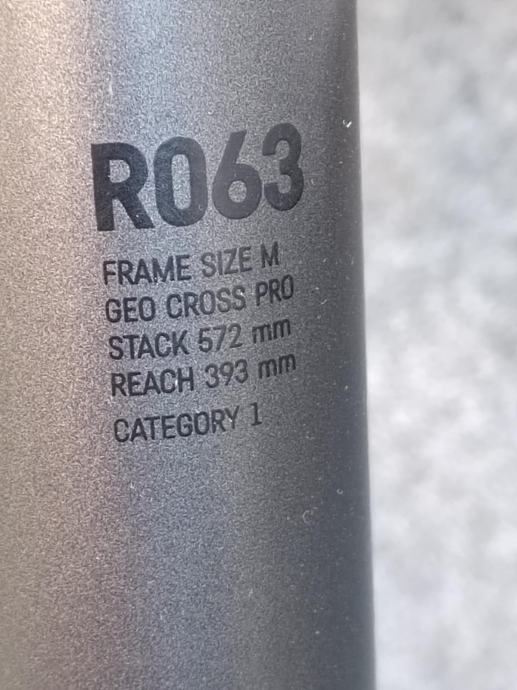 R063
FRAME SIZE M
GEO CROSS PRO
STACK 572 mm
REACH 393 mm
CATEGORY 1